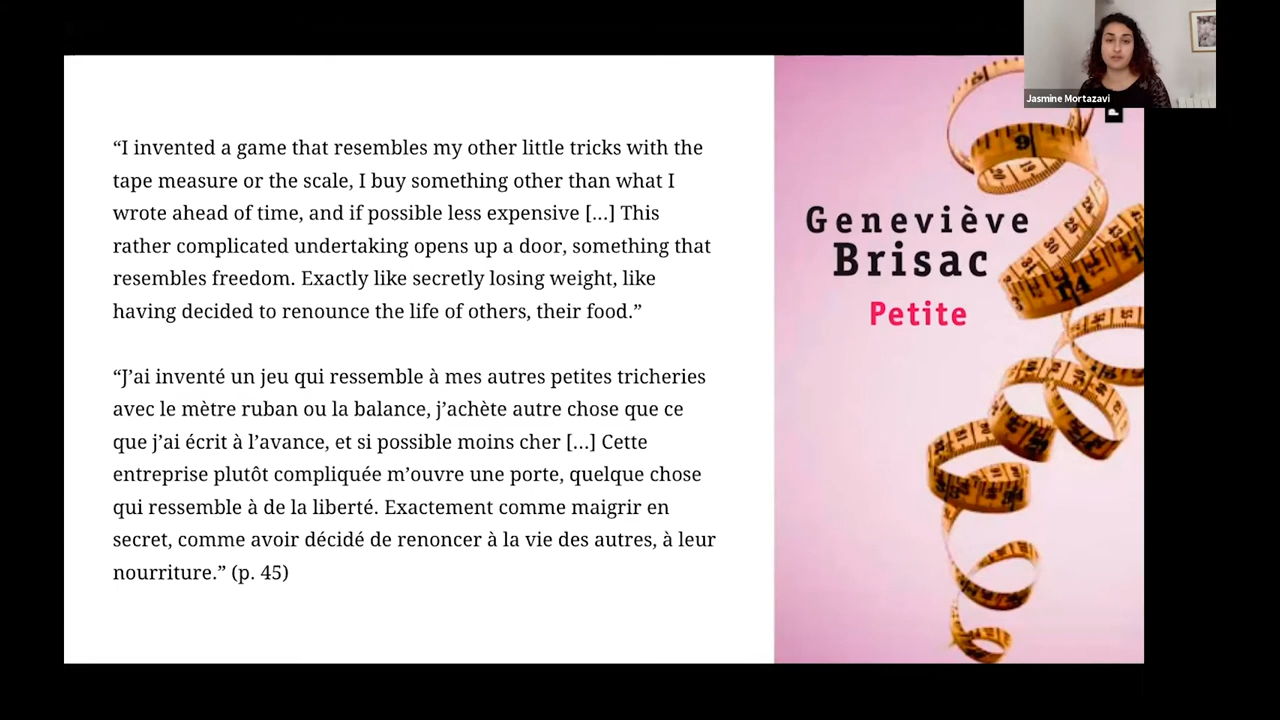 “I invented a game that resembles my other little tricks with the
tape measure or the scale, I buy something other than what I
wrote ahead of time, and if possible less expensive [...] This
rather complicated undertaking opens up a door, something that
resembles freedom. Exactly like secretly losing weight, like
having decided to renounce the life of others, their food.”
“J’ai inventé un jeu qui ressemble à mes autres petites tricheries
avec le mètre ruban ou la balance, j’achète autre chose que ce
que j’ai écrit à l’avance, et si possible moins cher [...] Cette
entreprise plutôt compliquée m’ouvre une porte, quelque chose
qui ressemble à de la liberté. Exactement comme maigrir en
secret, comme avoir décidé de renoncer à la vie des autres, à leur
nourriture.” (p. 45)
Geneviève
Brisac
Petite
Jasmine Mortazavi